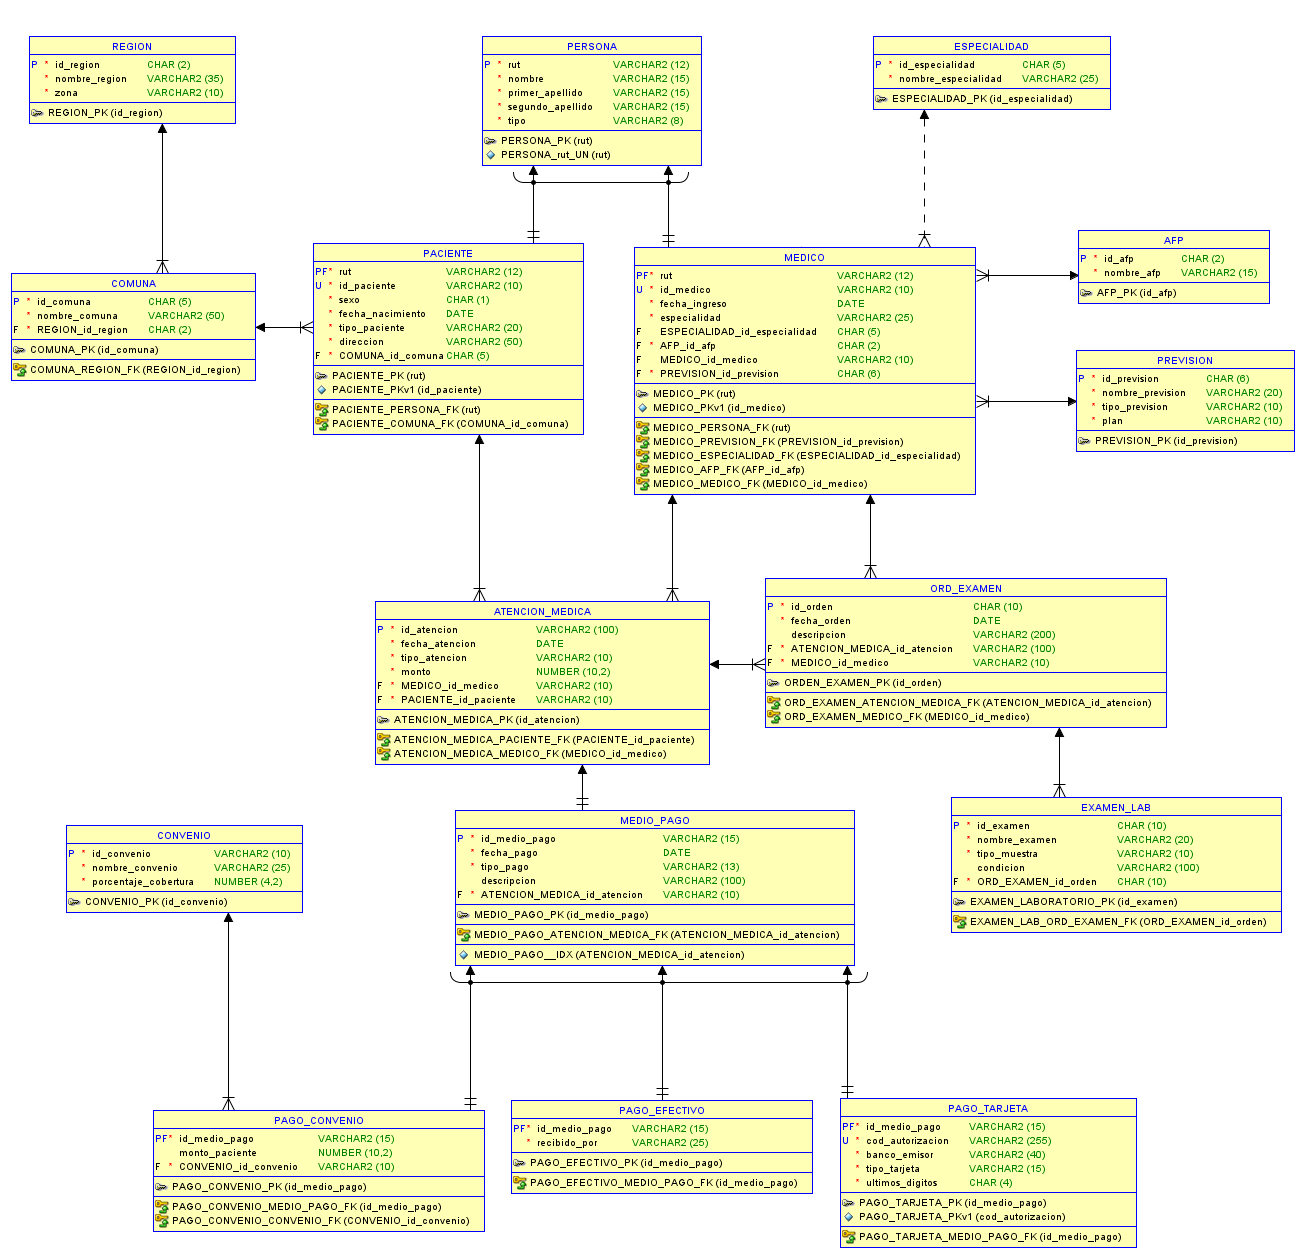 REGION
P * id_region CHAR (2)
* nombre_region VARCHAR2 (35)
* zona VARCHAR2 (10)
REGION_PK (id_region)
PERSONA
P * rut VARCHAR2 (12)
* nombre VARCHAR2 (15)
* primer_apellido VARCHAR2 (15)
* segundo_apellido VARCHAR2 (15)
* tipo VARCHAR2 (8)
PERSONA_PK (rut)
PERSONA_rut_UN (rut)
ESPECIALIDAD
P * id_especialidad CHAR (5)
* nombre_especialidad VARCHAR2 (25)
ESPECIALIDAD_PK (id_especialidad)
COMUNA
P * id_comuna CHAR (5)
* nombre_comuna VARCHAR2 (50)
F * REGION_id_region CHAR (2)
COMUNA_PK (id_comuna)
COMUNA_REGION_FK (REGION_id_region)
PACIENTE
PF* rut VARCHAR2 (12)
U * id_paciente VARCHAR2 (10)
* sexo CHAR (1)
* fecha_nacimiento DATE
* tipo_paciente VARCHAR2 (20)
* direccion VARCHAR2 (50)
F * COMUNA_id_comuna CHAR (5)
PACIENTE_PK (rut)
PACIENTE_PKv1 (id_paciente)
PACIENTE_PERSONA_FK (rut)
PACIENTE_COMUNA_FK (COMUNA_id_comuna)
MEDICO
PF* rut VARCHAR2 (12)
U * id_medico VARCHAR2 (10)
* fecha_ingreso DATE
* especialidad VARCHAR2 (25)
F ESPECIALIDAD_id_especialidad CHAR (5)
F * AFP_id_afp CHAR (2)
F MEDICO_id_medico VARCHAR2 (10)
F * PREVISION_id_prevision CHAR (6)
MEDICO_PK (rut)
MEDICO_PKv1 (id_medico)
MEDICO_PERSONA_FK (rut)
MEDICO_PREVISION_FK (PREVISION_id_prevision)
MEDICO_ESPECIALIDAD_FK (ESPECIALIDAD_id_especialidad)
MEDICO_AFP_FK (AFP_id_afp)
MEDICO_MEDICO_FK (MEDICO_id_medico)
AFP
P * id_afp CHAR (2)
* nombre_afp VARCHAR2 (15)
AFP_PK (id_afp)
PREVISION
P * id_prevision CHAR (6)
* nombre_prevision VARCHAR2 (20)
* tipo_prevision VARCHAR2 (10)
* plan VARCHAR2 (10)
PREVISION_PK (id_prevision)
ATENCION_MEDICA
P * id_atencion VARCHAR2 (100)
* fecha_atencion DATE
* tipo_atencion VARCHAR2 (10)
* monto NUMBER (10,2)
F * MEDICO_id_medico VARCHAR2 (10)
F * PACIENTE_id_paciente VARCHAR2 (10)
ATENCION_MEDICA_PK (id_atencion)
ATENCION_MEDICA_PACIENTE_FK (PACIENTE_id_paciente)
ATENCION_MEDICA_MEDICO_FK (MEDICO_id_medico)
ORD_EXAMEN
P * id_orden CHAR (10)
* fecha_orden DATE
descripcion VARCHAR2 (200)
F * ATENCION_MEDICA_id_atencion VARCHAR2 (100)
F * MEDICO_id_medico VARCHAR2 (10)
ORDEN_EXAMEN_PK (id_orden)
ORD_EXAMEN_ATENCION_MEDICA_FK (ATENCION_MEDICA_id_atencion)
ORD_EXAMEN_MEDICO_FK (MEDICO_id_medico)
EXAMEN_LAB
P * id_examen CHAR (10)
* nombre_examen VARCHAR2 (20)
* tipo_muestra VARCHAR2 (10)
condicion VARCHAR2 (100)
F * ORD_EXAMEN_id_orden CHAR (10)
EXAMEN_LABORATORIO_PK (id_examen)
EXAMEN_LAB_ORD_EXAMEN_FK (ORD_EXAMEN_id_orden)
MEDIO_PAGO
P * id_medio_pago VARCHAR2 (15)
* fecha_pago DATE
* tipo_pago VARCHAR2 (13)
descripcion VARCHAR2 (100)
F * ATENCION_MEDICA_id_atencion VARCHAR2 (10)
MEDIO_PAGO_PK (id_medio_pago)
MEDIO_PAGO_ATENCION_MEDICA_FK (ATENCION_MEDICA_id_atencion)
MEDIO_PAGO__IDX (ATENCION_MEDICA_id_atencion)
CONVENIO
P * id_convenio VARCHAR2 (10)
* nombre_convenio VARCHAR2 (25)
* porcentaje_cobertura NUMBER (4,2)
CONVENIO_PK (id_convenio)
PAGO_CONVENIO
PF* id_medio_pago VARCHAR2 (15)
monto_paciente NUMBER (10,2)
F * CONVENIO_id_convenio VARCHAR2 (10)
PAGO_CONVENIO_PK (id_medio_pago)
PAGO_CONVENIO_MEDIO_PAGO_FK (id_medio_pago)
PAGO_CONVENIO_CONVENIO_FK (CONVENIO_id_convenio)
PAGO_EFECTIVO
PF* id_medio_pago VARCHAR2 (15)
* recibido_por VARCHAR2 (25)
PAGO_EFECTIVO_PK (id_medio_pago)
PAGO_EFECTIVO_MEDIO_PAGO_FK (id_medio_pago)
PAGO_TARJETA
PF* id_medio_pago VARCHAR2 (15)
U * cod_autorizacion VARCHAR2 (255)
* banco_emisor VARCHAR2 (40)
* tipo_tarjeta VARCHAR2 (15)
* ultimos_digitos CHAR (4)
PAGO_TARJETA_PK (id_medio_pago)
PAGO_TARJETA_PKv1 (cod_autorizacion)
PAGO_TARJETA_MEDIO_PAGO_FK (id_medio_pago)